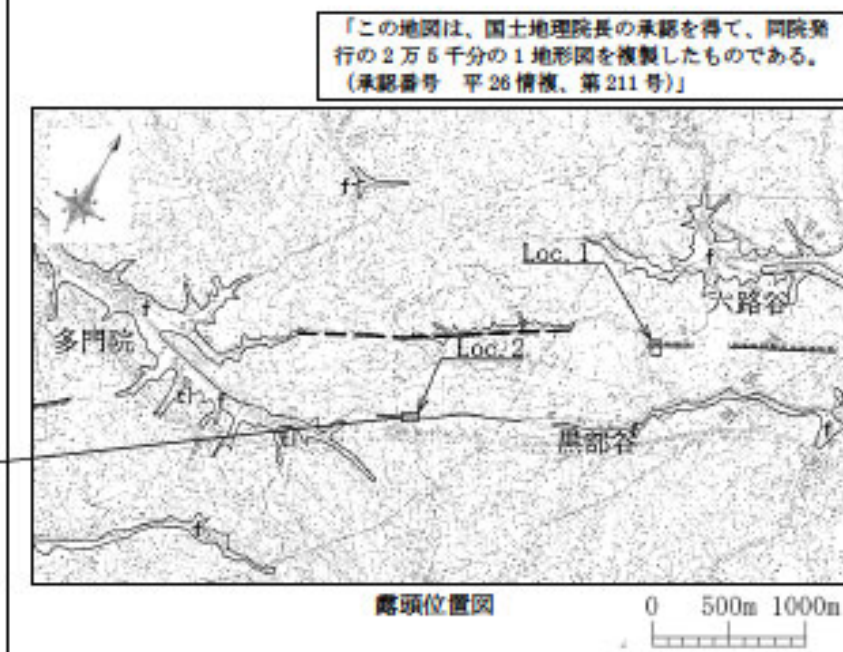 「この地図は、国土地理院長の承認を得て、同院発
行の2万5千分の1地形図を複製したものである。
(承認番号 平26情複、第211号)」
f
Loc. 1
f
大路谷
f
多門院
Loc. 2
tl
f
tl
黒部谷
f
f
f
露頭位置図
0 500m 1000m